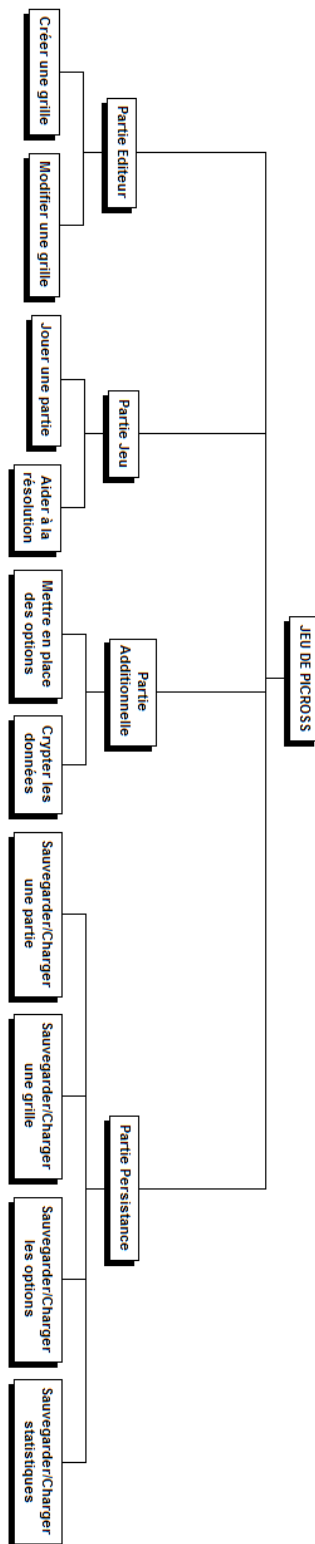 JEU DE PICROSS
Partie Editeur
Partie Jeu
Partie
Additionnelle
Partie Persistance
Créer une grille
Modifier une grille
Jouer une partie
Aider à la
résolution
Mettre en place
des options
Crypter les
données
Sauvegarder/Charger
une partie
Sauvegarder/Charger
une grille
Sauvegarder/Charger
les options
Sauvegarder/Charger
statistiques